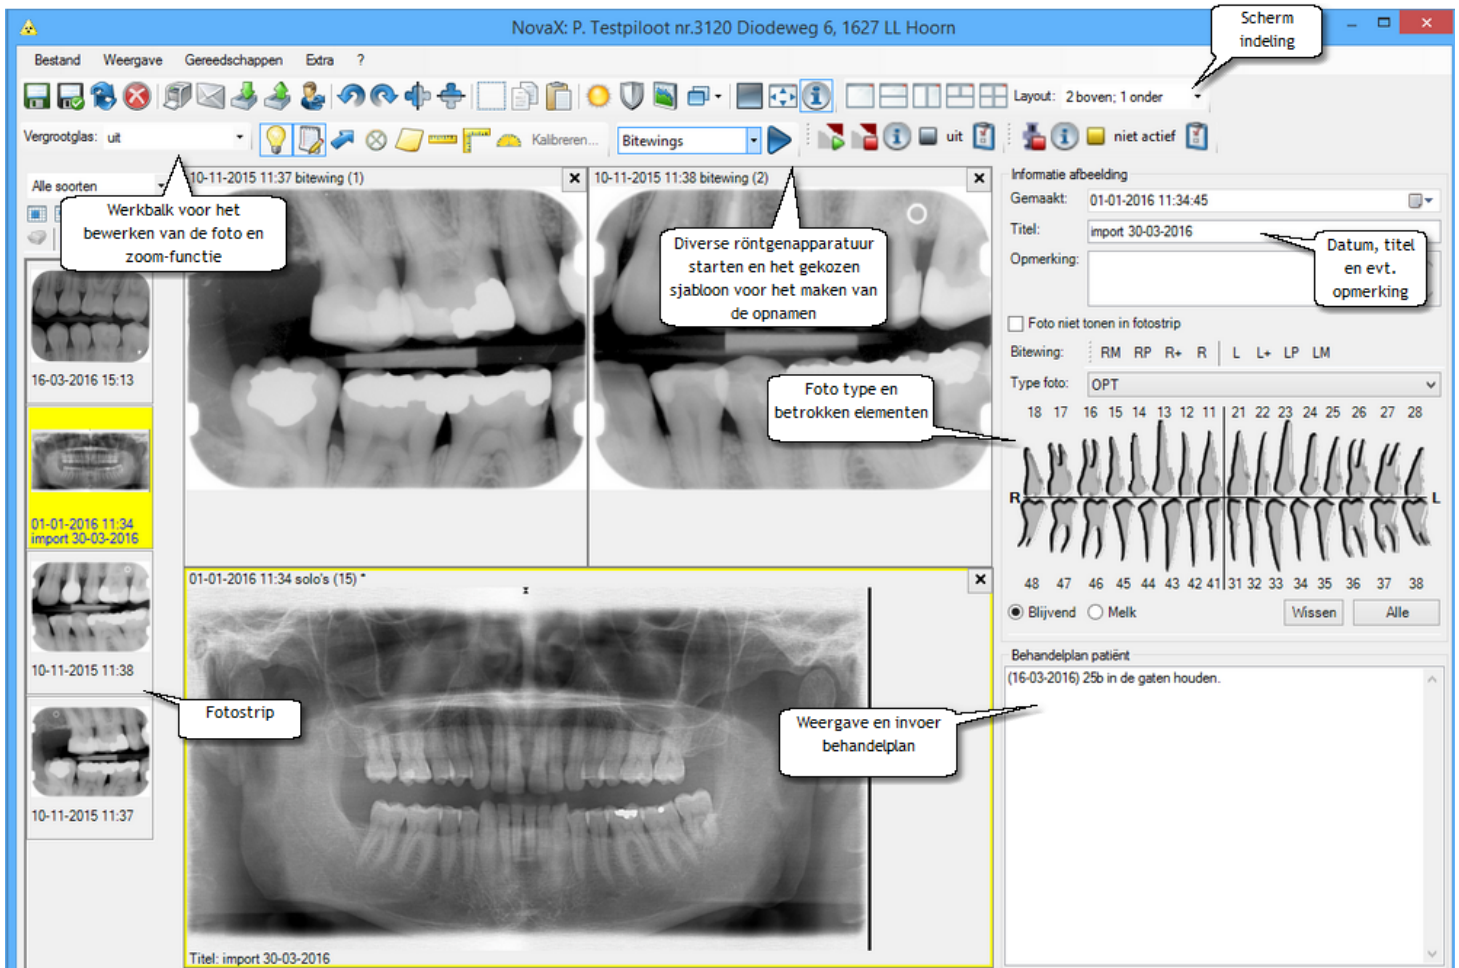 NovaX: P. Testpiloot nr.3120 Diodeweg 6, 1627 LL Hoorn
Scherm
indeling
Bestand Weergave Gereedschappen Extra ?
Layout: 2 boven; 1 onder
Vergrootglas: uit
Kalibreren...
Bitewings
uit
niet actief
Alle soorten
Werkbalk voor het
bewerken van de foto en
zoom-functie
16-03-2016 15:13
01-01-2016 11:34
import 30-03-2016
10-11-2015 11:38
10-11-2015 11:37
Fotostrip
10-11-2015 11:37 bitewing (1)
10-11-2015 11:38 bitewing (2)
Diverse röntgenapparatuur
starten en het gekozen
sjabloon voor het maken van
de opnamen
01-01-2016 11:34 solo's (15) *
Titel: import 30-03-2016
Informatie afbeelding
Gemaakt: 01-01-2016 11:34:45
Titel: import 30-03-2016
Opmerking:
Datum, titel
en evt.
opmerking
Foto niet tonen in fotostrip
Bitewing: RM RP R+ R L L+ LP LM
Type foto: OPT
Foto type en
betrokken elementen
18 17 16 15 14 13 12 11 21 22 23 24 25 26 27 28
R L
48 47 46 45 44 43 42 41 31 32 33 34 35 36 37 38
Blijvend Melk Wissen Alle
Behandelplan patiënt
(16-03-2016) 25b in de gaten houden.
Weergave en invoer
behandelplan